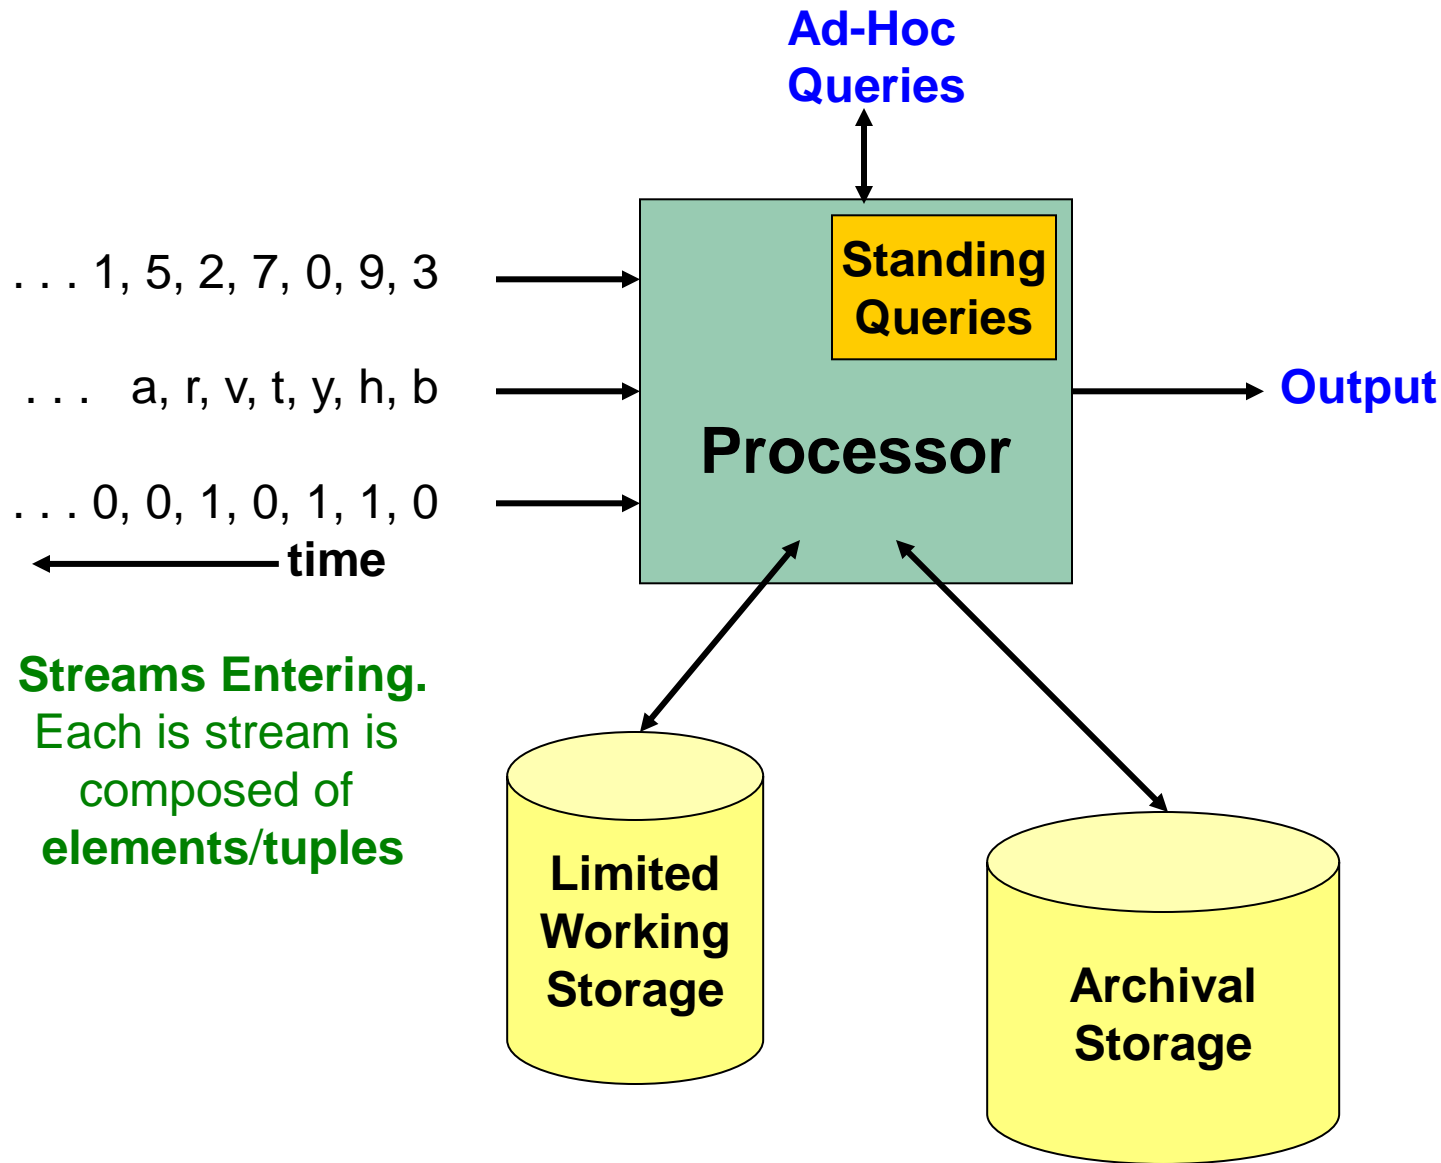 Ad-Hoc
Queries
. . . 1, 5, 2, 7, 0, 9, 3
. . . a, r, v, t, y, h, b
. . . 0, 0, 1, 0, 1, 1, 0
time
Streams Entering.
Each is stream is
composed of
elements/tuples
Standing
Queries
Processor
Output
Limited
Working
Storage
Archival
Storage